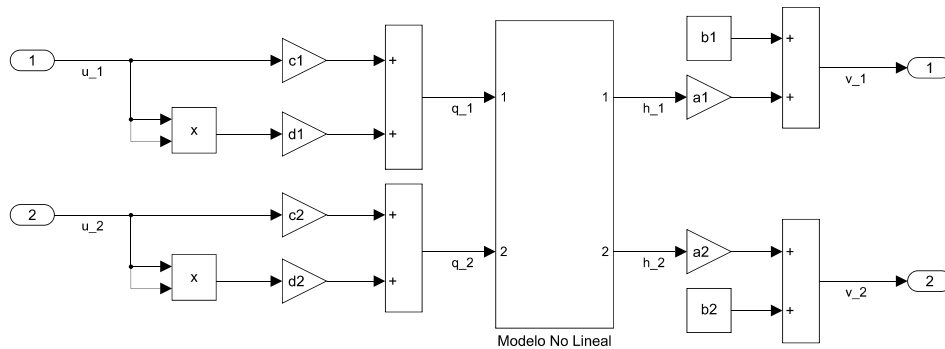 b1
+
1
u_1
c1
+
v_1
1
1
q_1
1
h_1
a1
+
x
d1
+
2
u_2
c2
+
q_2
2
2
h_2
a2
+
x
d2
+
v_2
2
b2
+
Modelo No Lineal